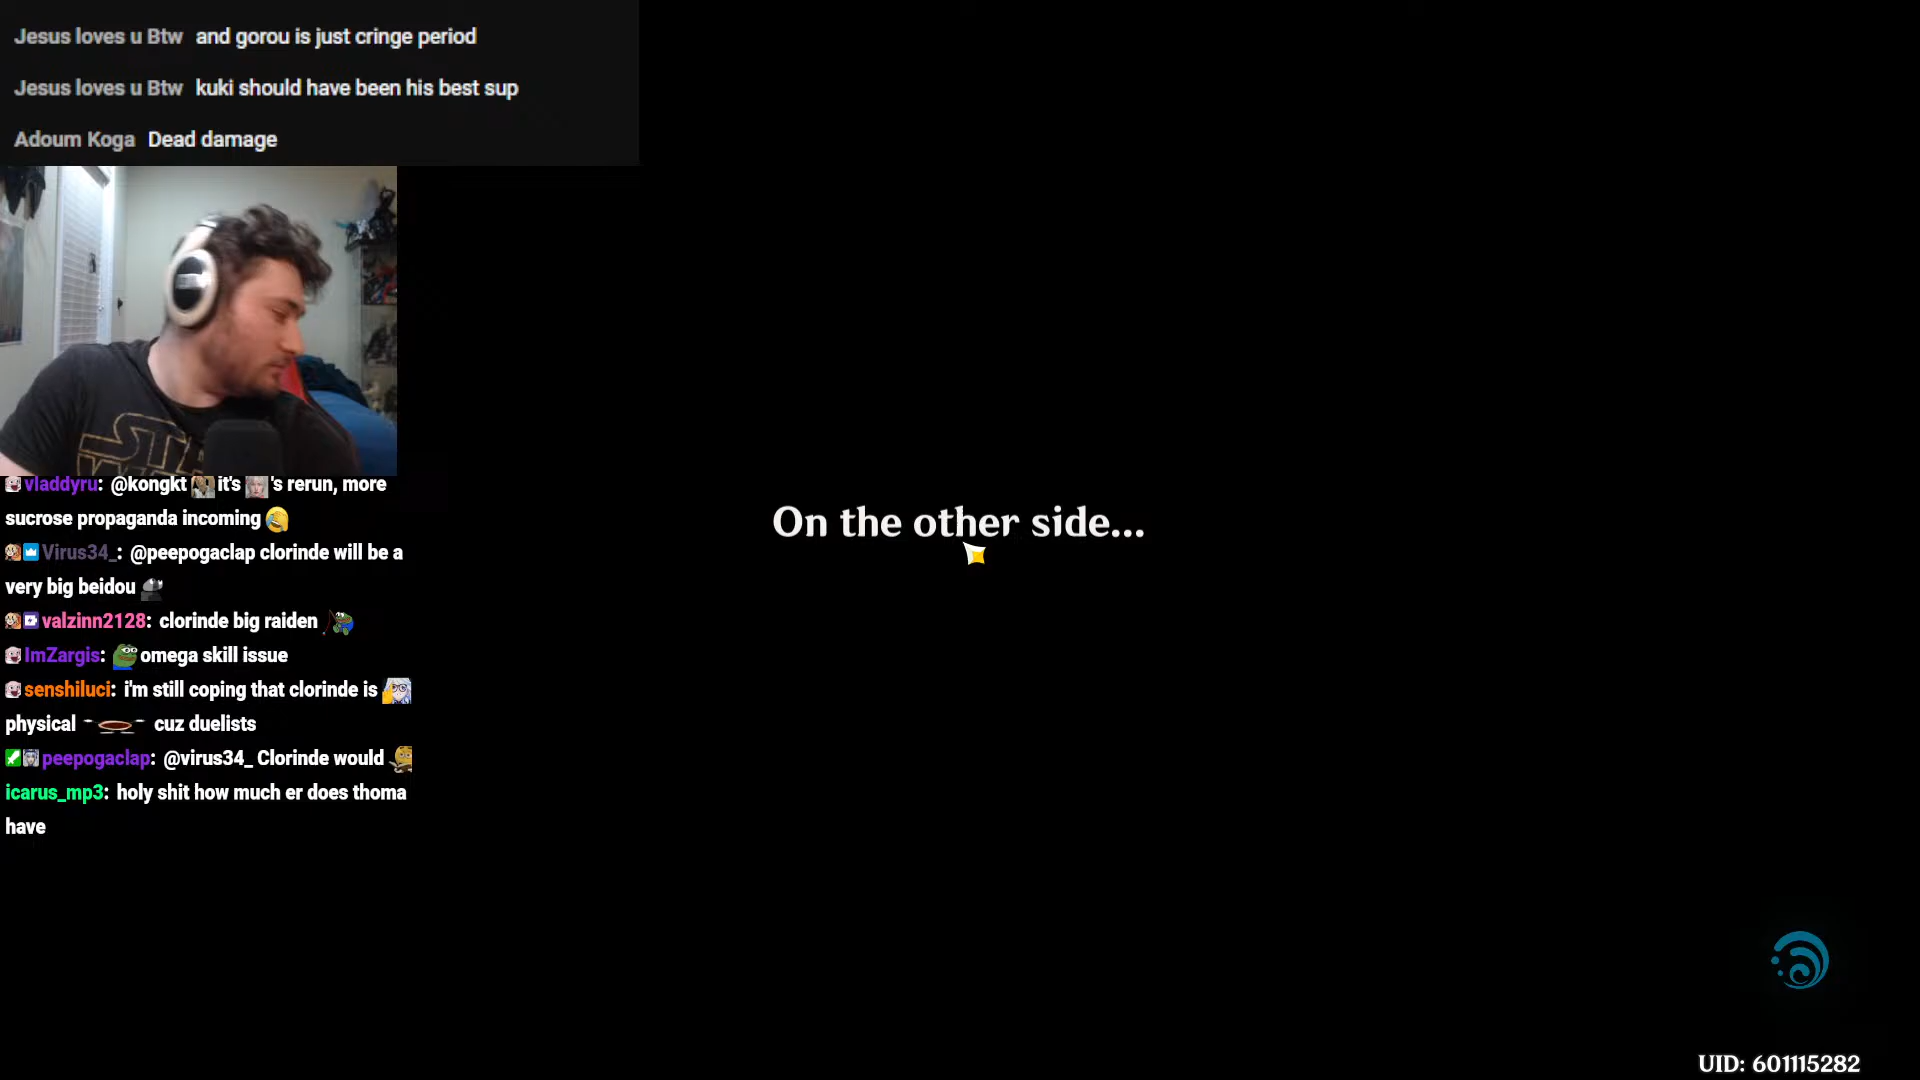 Jesus loves u Btw and gorou is just cringe period
Jesus loves u Btw kuki should have been his best sup
Adoum Koga Dead damage
vladdyru: @kongkt it's 's rerun, more
sucrose propaganda incoming
Virus34_: @peepogaclap clorinde will be a
very big beidou
valzinn2128: clorinde big raiden
ImZargis: omega skill issue
senshiluci: i'm still coping that clorinde is
physical cuz duelists
peepogaclap: @virus34_ Clorinde would
icarus_mp3: holy shit how much er does thoma
have
On the other side...
UID: 601115282